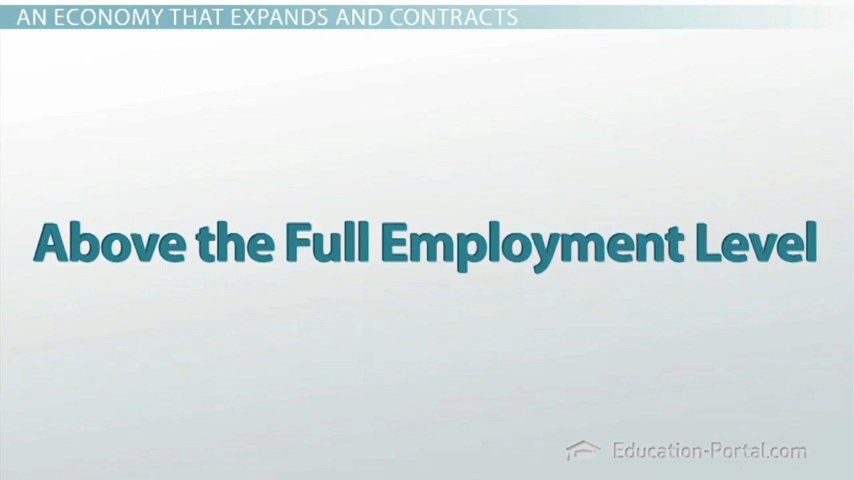 AN ECONOMY THAT EXPANDS AND CONTRACTS
Above the Full Employment Level
Education-Portal.com